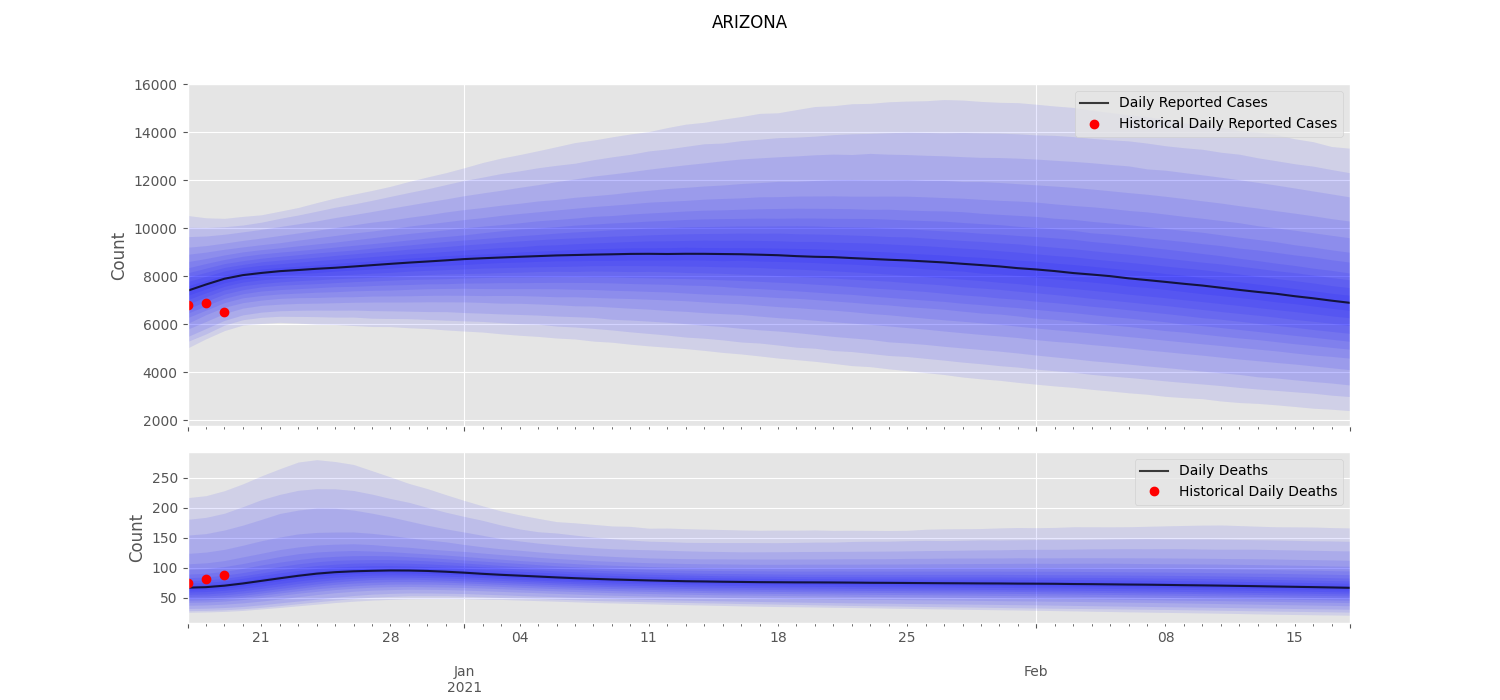 ARIZONA
16000
14000
12000
10000
8000
6000
4000
2000
Count
Daily Reported Cases
Historical Daily Reported Cases
250
200
150
100
50
Count
Daily Deaths
Historical Daily Deaths
21 28 04 11 18 25 08 15
Jan Feb
2021